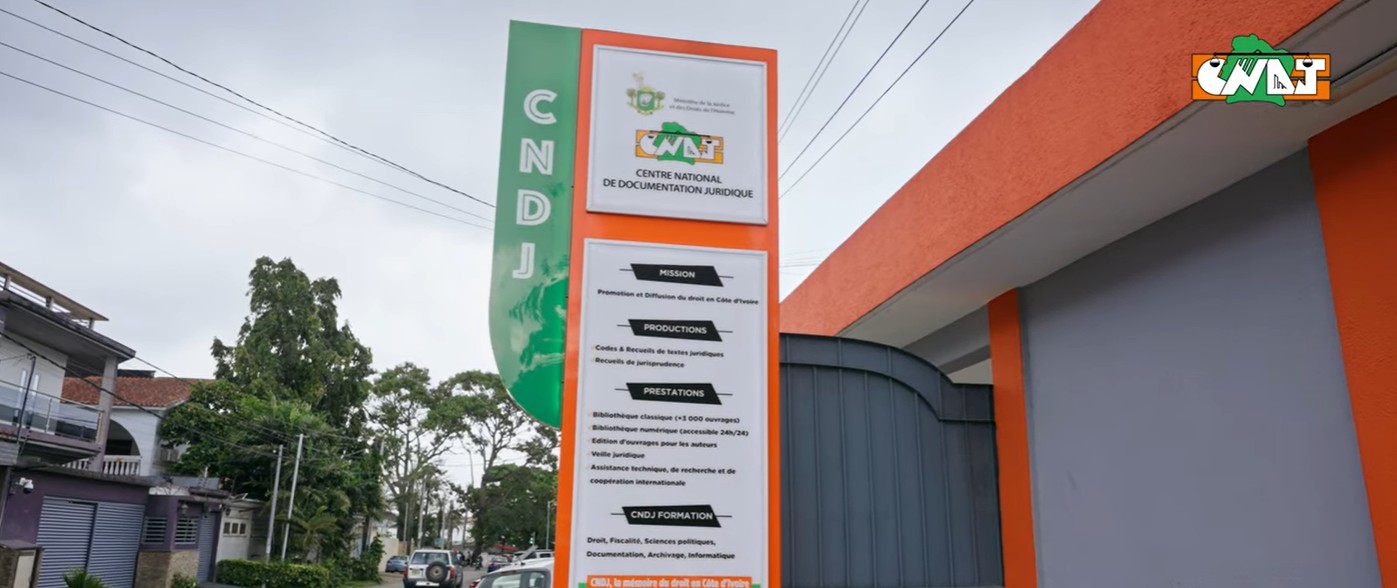 CNDJ
CNDJ
Ministère de la Justice
et des Droits de l'Homme
CNDJ
CENTRE NATIONAL
DE DOCUMENTATION JURIDIQUE
MISSION
Promotion et Diffusion du droit en Côte d'Ivoire
PRODUCTIONS
Codes & Recueils de textes juridiques
Recueils de jurisprudence
PRESTATIONS
Bibliothèque classique (+3 000 ouvrages)
Bibliothèque numérique (accessible 24h/24)
Edition d'ouvrages pour les auteurs
Veille juridique
Assistance technique, de recherche et de
coopération internationale
CNDJ FORMATION
Droit, Fiscalité, Sciences politiques,
Documentation, Archivage, Informatique
CNDJ, la mémoire du droit en Côte d'Ivoire